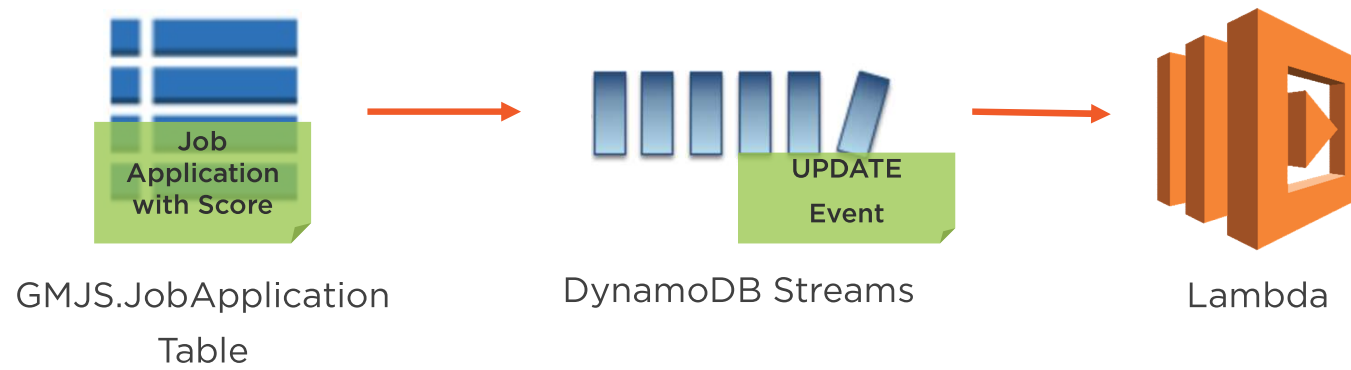 Job
Application
with Score
UPDATE
Event
GMJS.JobApplication
Table
DynamoDB Streams
Lambda